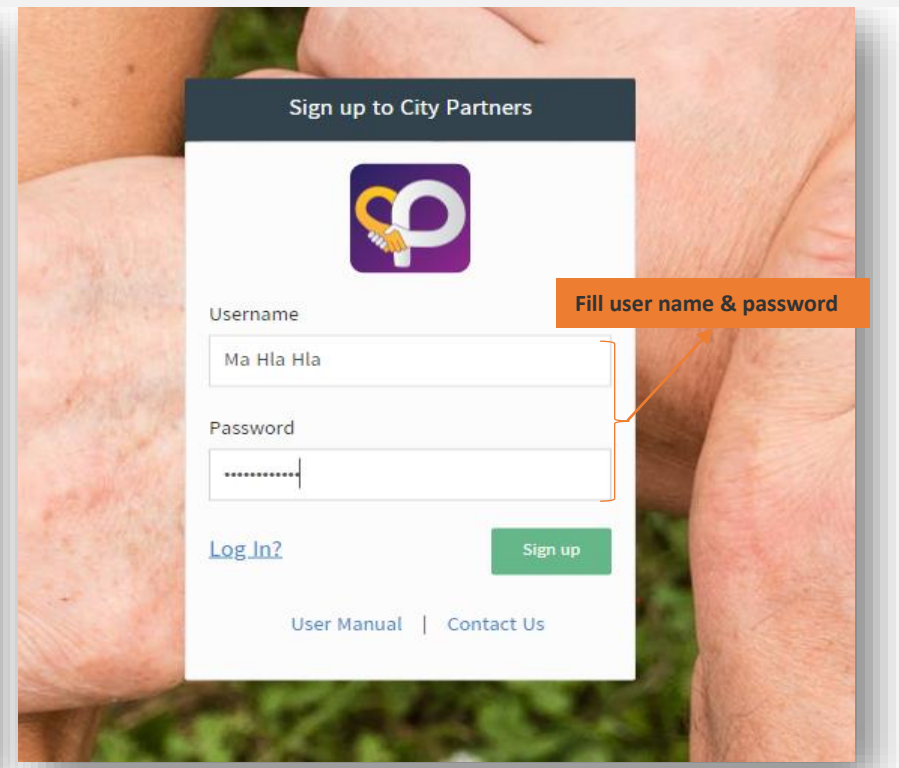 Sign up to City Partners
Fill user name & password
Username
Ma Hla Hla
Password
••••••••••••
Log In?
Sign up
User Manual | Contact Us